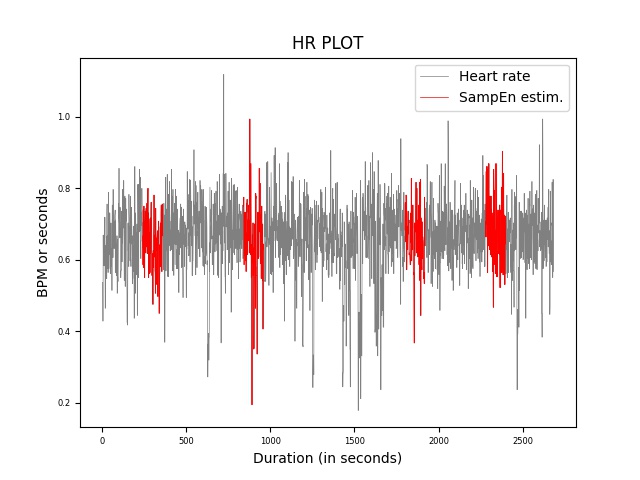 HR PLOT
Heart rate
SampEn estim.
1.0
0.8
0.6
0.4
0.2
BPM or seconds
0
500
1000
1500
2000
2500
Duration (in seconds)